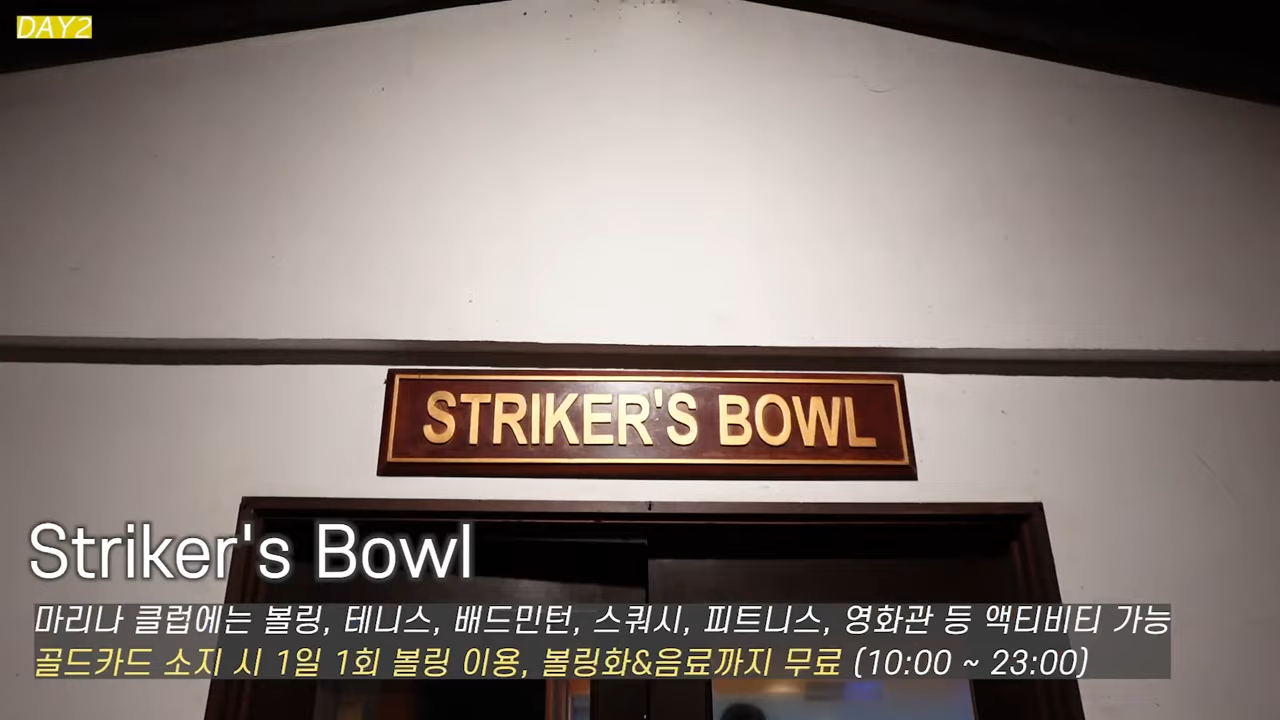 DAY2
STRIKER'S BOWL
Striker's Bowl
마리나 클럽에는 볼링, 테니스, 배드민턴, 스쿼시, 피트니스, 영화관 등 액티비티 가능
골드카드 소지 시 1일 1회 볼링 이용, 볼링화&음료까지 무료 (10:00 ~ 23:00)